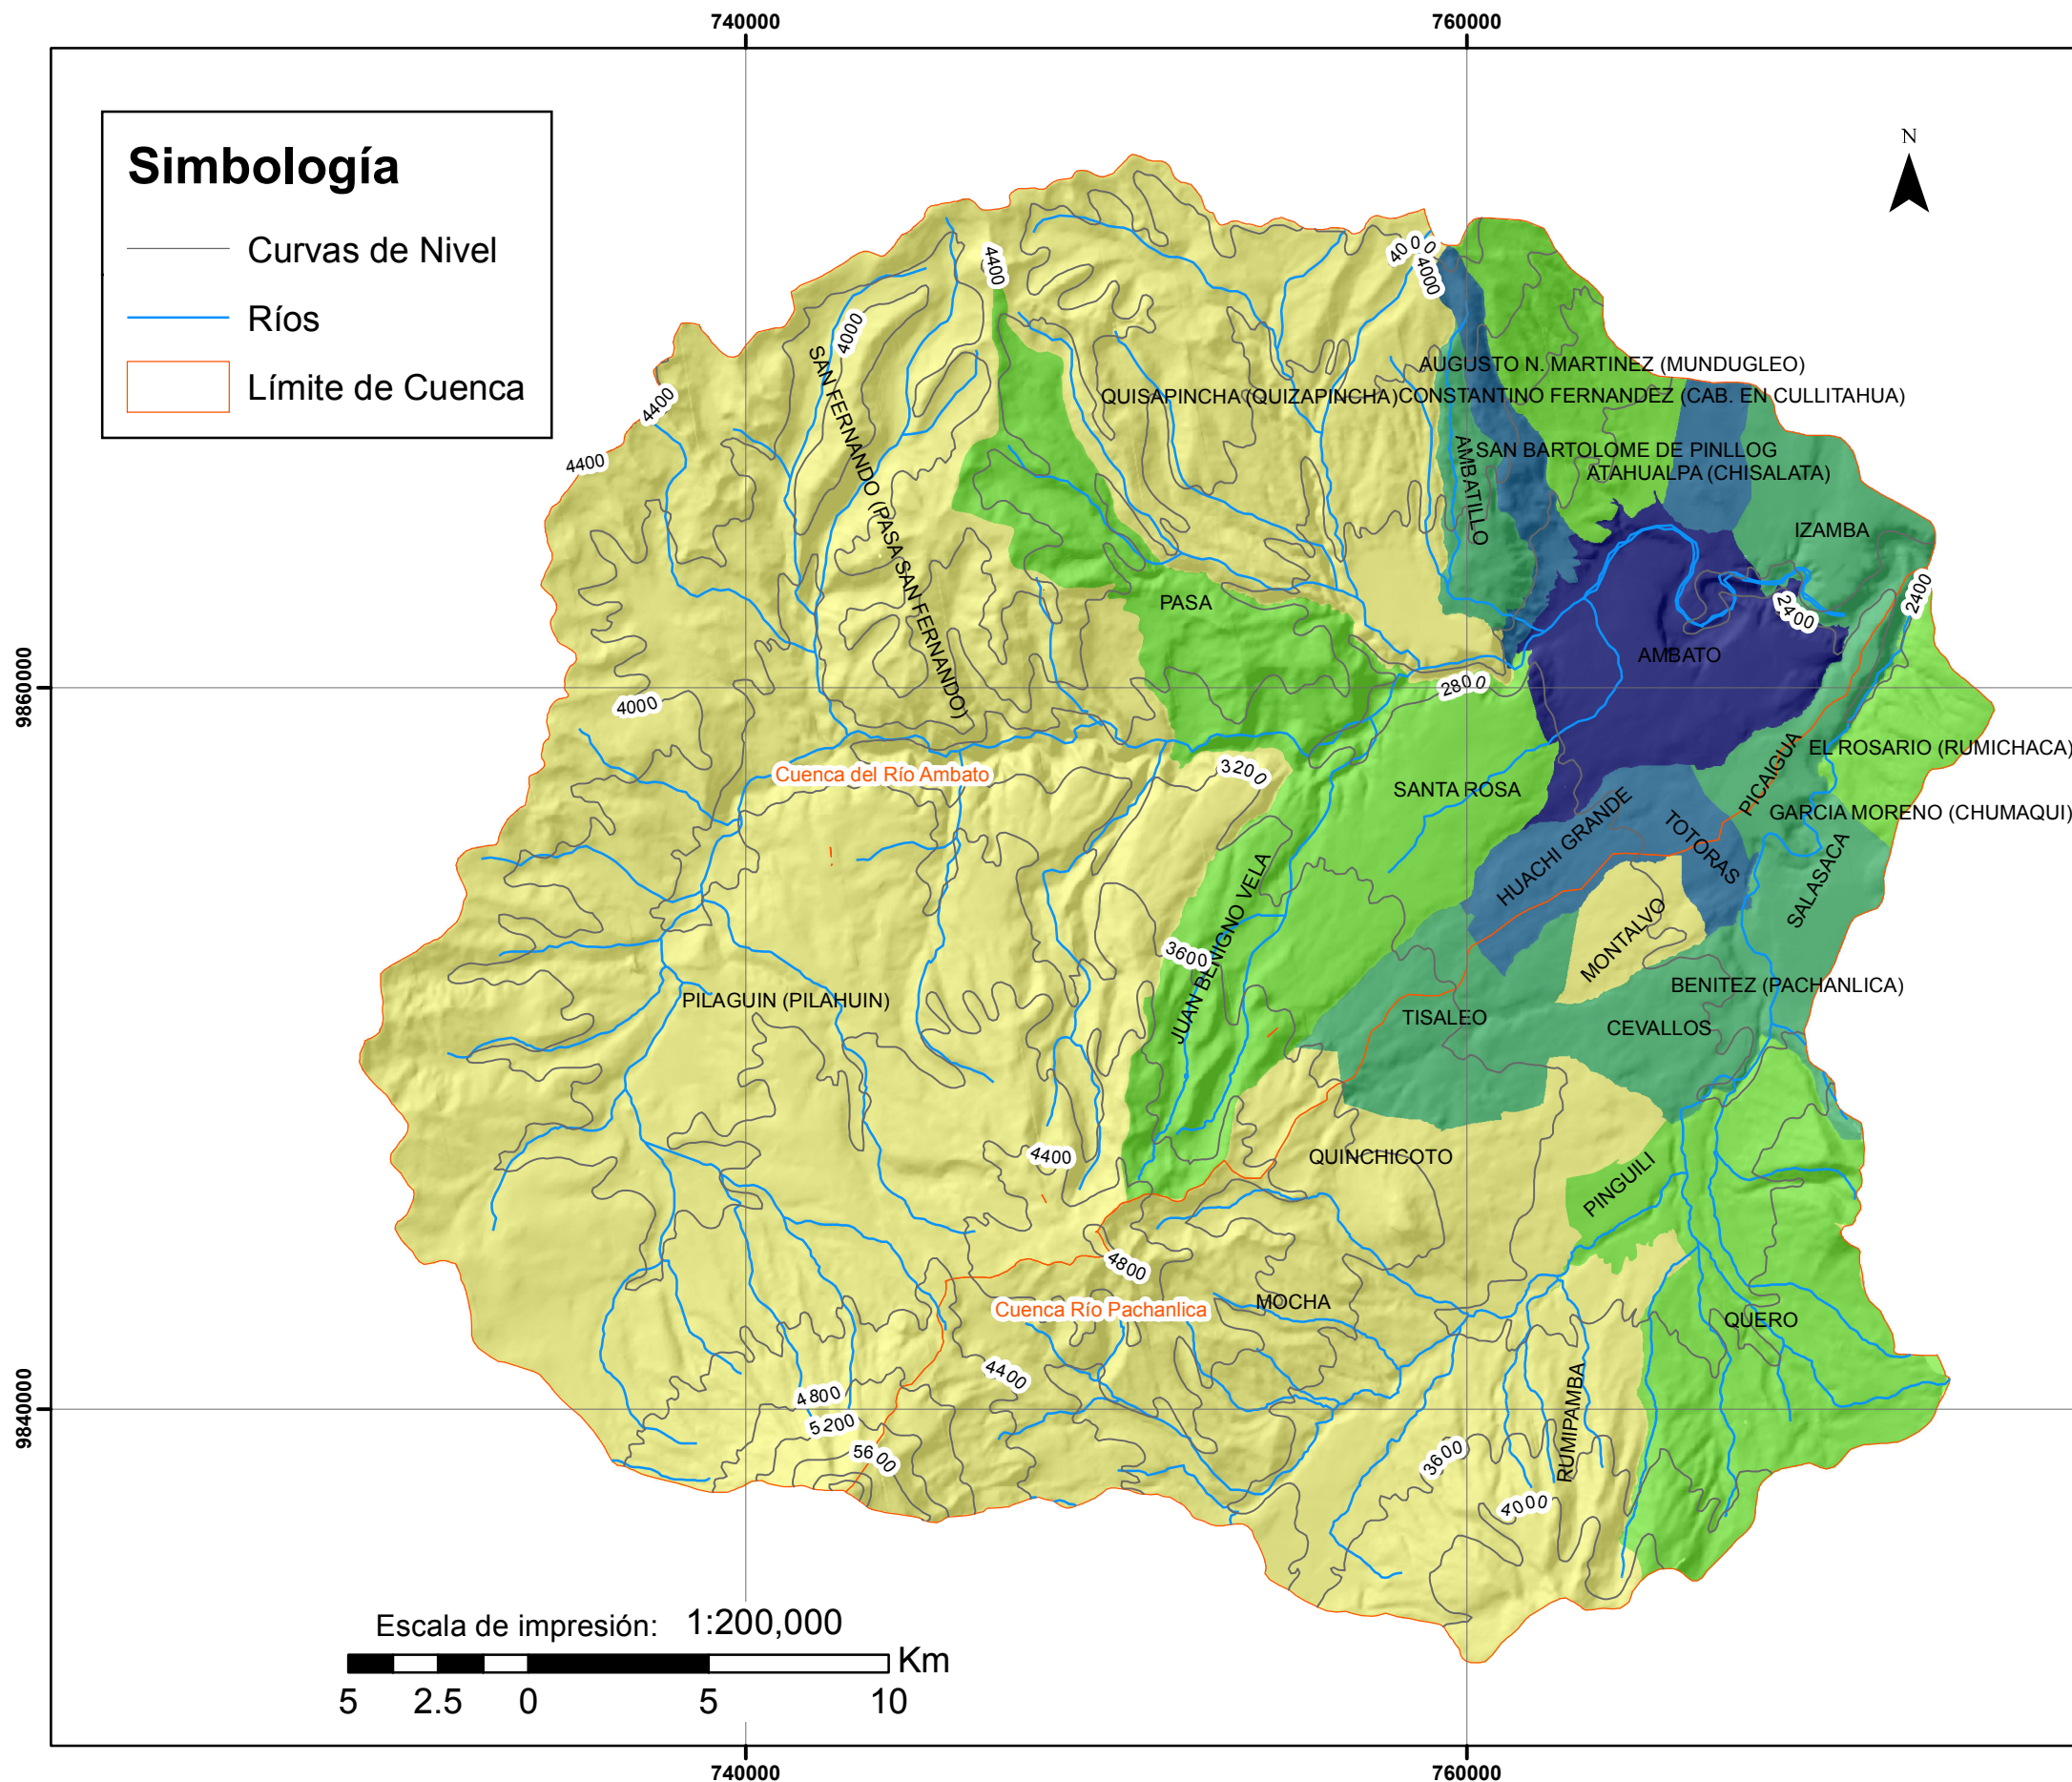 740000
760000
Simbología
Curvas de Nivel
Ríos
Límite de Cuenca
N
4400
4000
4000
4000
4400
4400
SAN FERNANDO (PASA SAN FERNANDO)
AUGUSTO N. MARTINEZ (MUNDUGLEO)
QUISAPINCHA (QUIZAPINCHA)
CONSTANTINO FERNANDEZ (CAB. EN CULLITAHUA)
AMBATILLO
SAN BARTOLOME DE PINLLOG
ATAHUALPA (CHISALATA)
IZAMBA
PASA
2400
2400
AMBATO
9860000
2800
4000
EL ROSARIO (RUMICHACA)
PICAIGUA
Cuenca del Río Ambato
3200
SANTA ROSA
GARCIA MORENO (CHUMAQUI)
HUACHI GRANDE
TOTORAS
SALASACA
JUAN BENIGNO VELA
MONTALVO
3600
BENITEZ (PACHANLICA)
PILAGUIN (PILAHUIN)
TISALEO
CEVALLOS
4400
QUINCHICOTO
PINGUILI
4800
Cuenca Río Pachanlica
MOCHA
QUERO
4400
4800
9840000
5200
RUMIPAMBA
5600
3600
4000
Escala de impresión: 1:200,000
Km
5 2.5 0 5 10
740000
760000